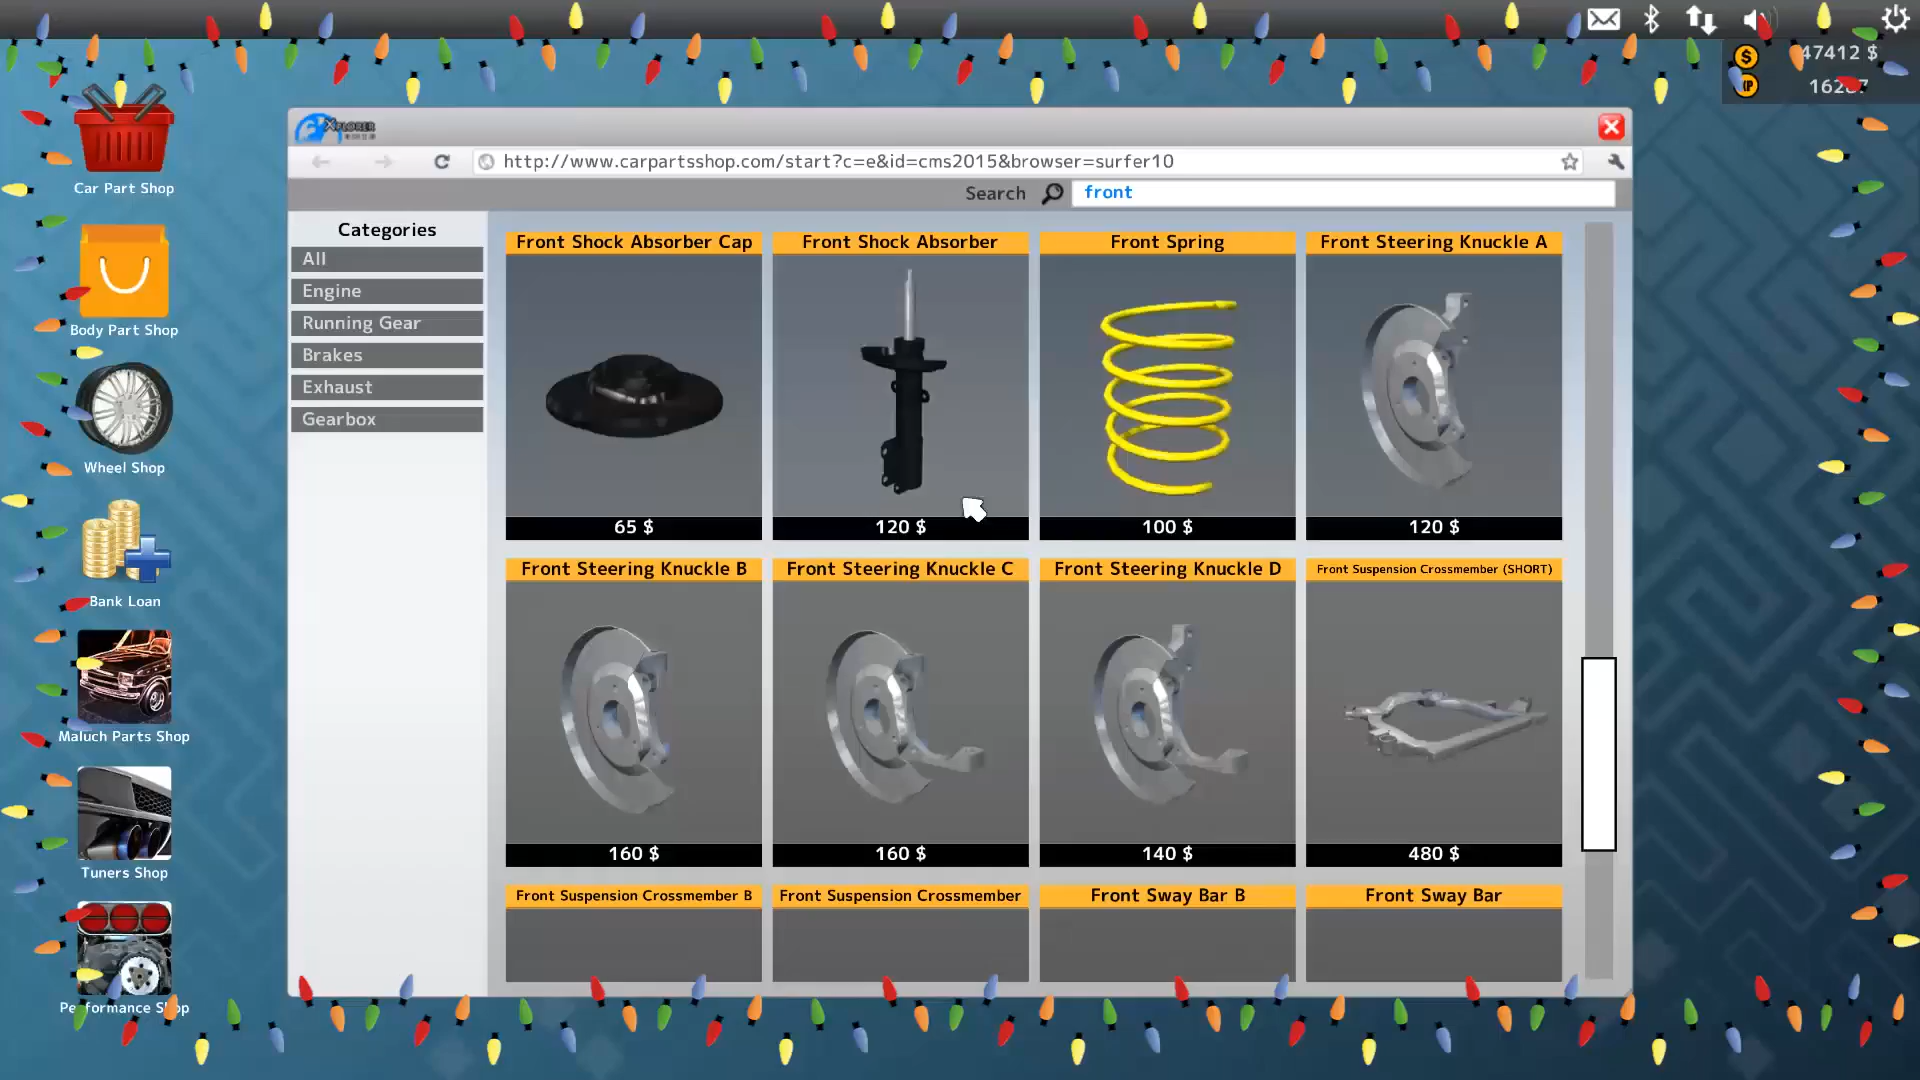 47412 $
Car Part Shop
Body Part Shop
Wheel Shop
Bank Loan
Maluch Parts Shop
Tuners Shop
XPLORER
http://www.carpartsshop.com/start?c=e&id=cms2015&browser=surfer10
Search
front
Categories
All
Engine
Running Gear
Brakes
Exhaust
Gearbox
Front Shock Absorber Cap
Front Shock Absorber
Front Spring
Front Steering Knuckle A
65 $
120 $
100 $
120 $
Front Steering Knuckle B
Front Steering Knuckle C
Front Steering Knuckle D
Front Suspension Crossmember (SHORT)
160 $
160 $
140 $
480 $
Front Suspension Crossmember B
Front Suspension Crossmember
Front Sway Bar B
Front Sway Bar